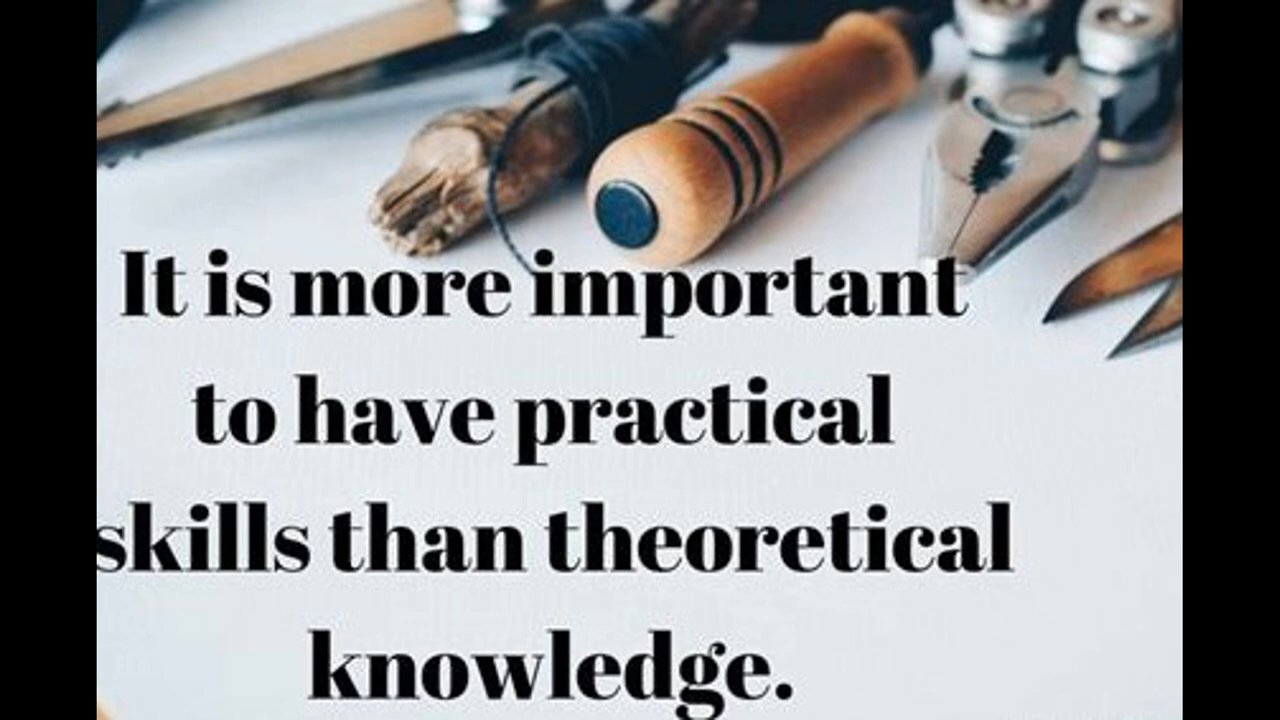 It is more important
to have practical
skills than theoretical
knowledge.